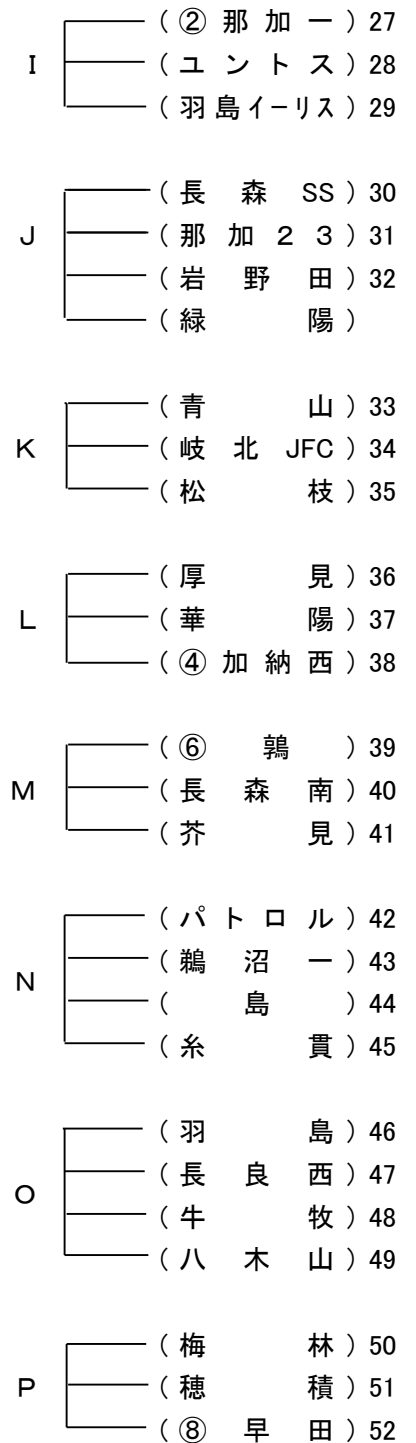 ( ② 那 加 一 ) 27
I ( ユ ン ト ス ) 28
( 羽 島 イーリス ) 29
( 長 森 SS ) 30
J ( 那 加 2 3 ) 31
( 岩 野 田 ) 32
( 緑 陽 )
( 青 山 ) 33
K ( 岐 北 JFC ) 34
( 松 枝 ) 35
( 厚 見 ) 36
L ( 華 陽 ) 37
( ④ 加 納 西 ) 38
( ⑥ 鶉 ) 39
M ( 長 森 南 ) 40
( 芥 見 ) 41
( パ ト ロ ル ) 42
N ( 鵜 沼 一 ) 43
( 島 ) 44
( 糸 貫 ) 45
( 羽 島 ) 46
O ( 長 良 西 ) 47
( 牛 牧 ) 48
( 八 木 山 ) 49
( 梅 林 ) 50
P ( 穂 積 ) 51
( ⑧ 早 田 ) 52